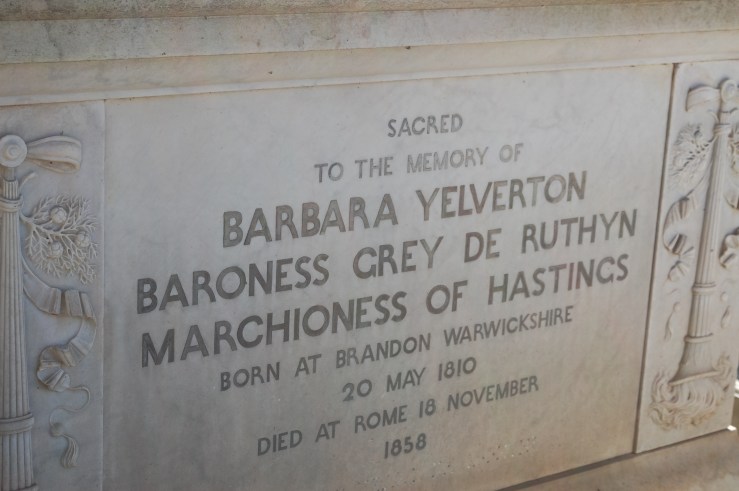 SACRED
TO THE MEMORY OF
BARBARA YELVERTON
BARONESS GREY DE RUTHYN
MARCHIONESS OF HASTINGS
BORN AT BRANDON WARWICKSHIRE
20 MAY 1810
DIED AT ROME 18 NOVEMBER
1858